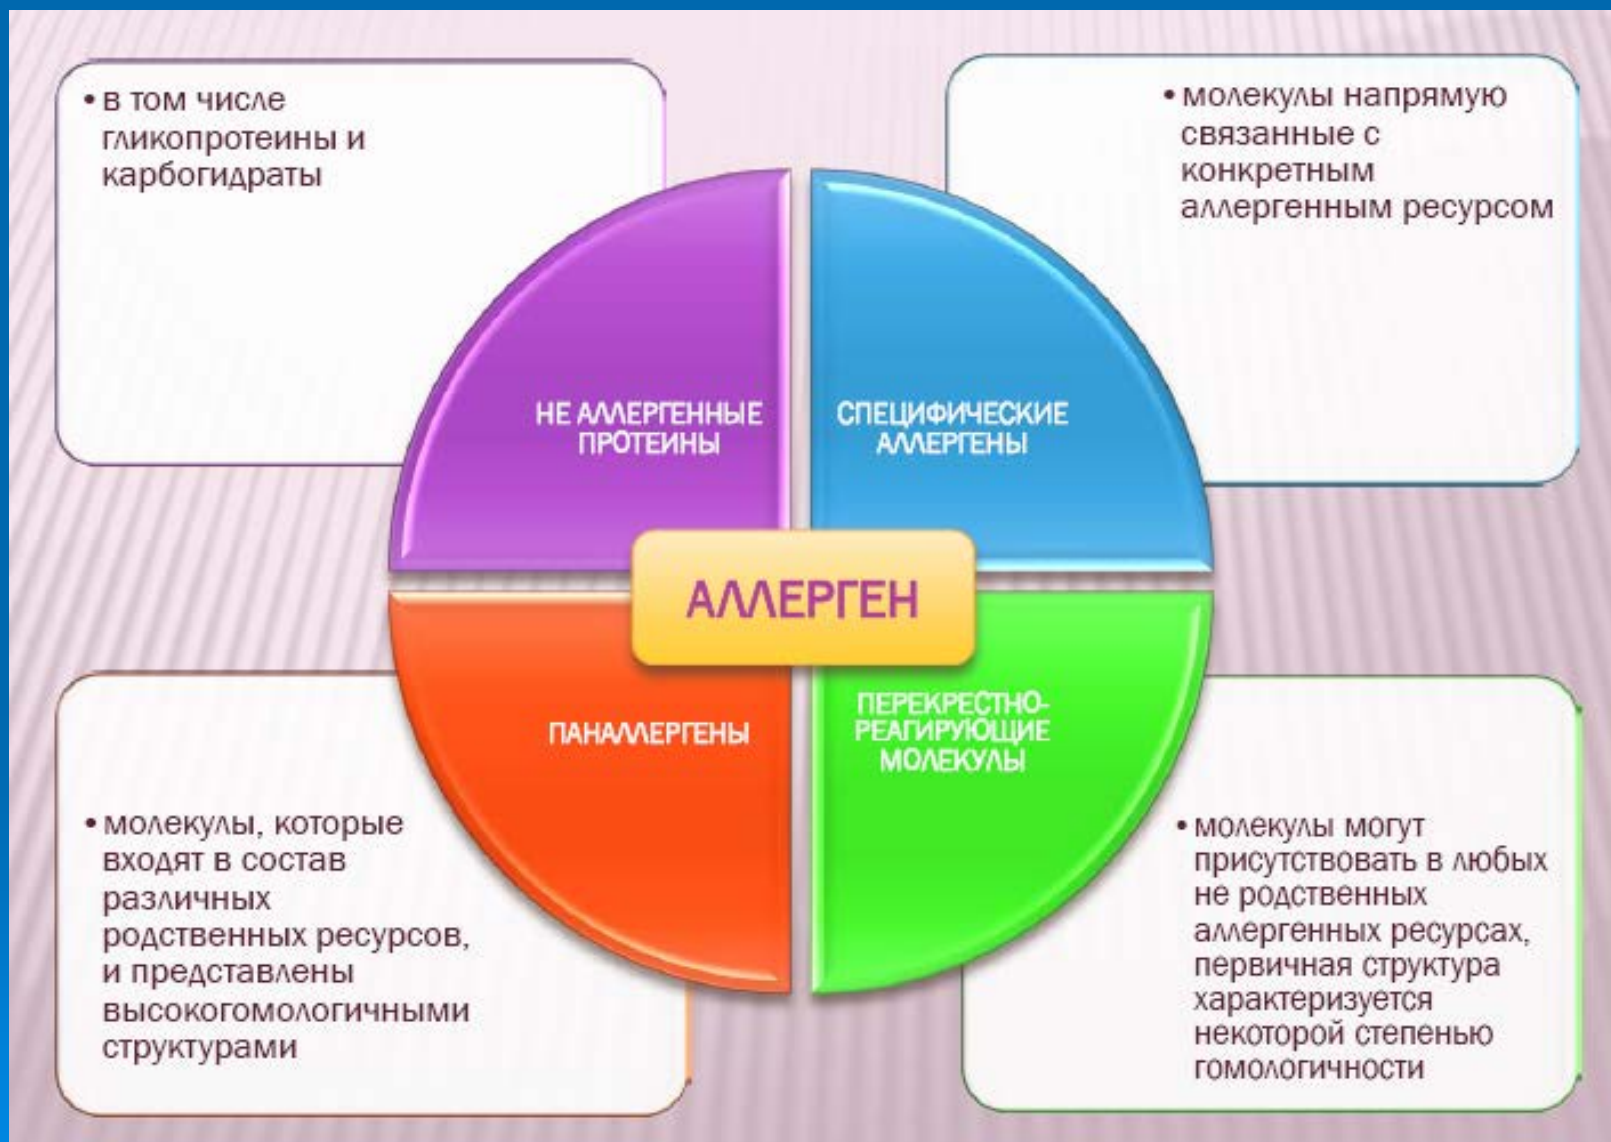 • в том числе
гликопротеины и
карбогидраты
• молекулы напрямую
связанные с
конкретным
аллергенным ресурсом
НЕ АЛЛЕРГЕННЫЕ
ПРОТЕИНЫ
СПЕЦИФИЧЕСКИЕ
АЛЛЕРГЕНЫ
АЛЛЕРГЕН
ПАНАЛЛЕРГЕНЫ
ПЕРЕКРЕСТНО-
РЕАГИРУЮЩИЕ
МОЛЕКУЛЫ
• молекулы, которые
входят в состав
различных
родственных ресурсов,
и представлены
высокогомологичными
структурами
• молекулы могут
присутствовать в любых
не родственных
аллергенных ресурсах,
первичная структура
характеризуется
некоторой степенью
гомологичности